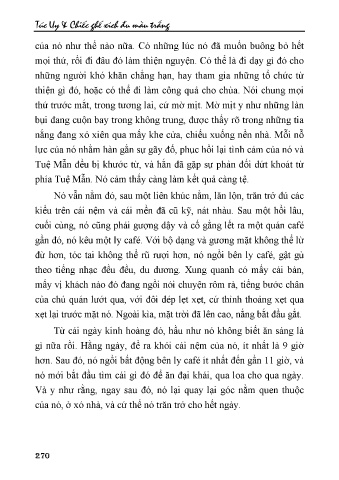 Túc Uy & Chiếc ghế xích đu màu trắng
của nó như thế nào nữa. Có những lúc nó đã muốn buông bỏ hết
mọi thứ, rồi đi đâu đó làm thiện nguyện. Có thể là đi dạy gì đó cho
những người khó khăn chẳng hạn, hay tham gia những tổ chức từ
thiện gì đó, hoặc có thể đi làm công quả cho chùa. Nói chung mọi
thứ trước mắt, trong tương lai, cứ mờ mịt. Mờ mịt y như những làn
bụi đang cuộn bay trong không trung, được thấy rõ trong những tia
nắng đang xỏ xiên qua mấy khe cửa, chiếu xuống nền nhà. Mỗi nỗ
lực của nó nhằm hàn gắn sự gãy đổ, phục hồi lại tình cảm của nó và
Tuệ Mẫn đều bị khước từ, và hắn đã gặp sự phản đối dứt khoát từ
phía Tuệ Mẫn. Nó cảm thấy càng làm kết quả càng tệ.
Nó vẫn nằm đó, sau một liên khúc nằm, lăn lộn, trăn trở đủ các
kiểu trên cái nệm và cái mền đã cũ kỹ, nát nhàu. Sau một hồi lâu,
cuối cùng, nó cũng phải gượng dậy và cố gắng lết ra một quán café
gần đó, nó kêu một ly café. Với bộ dạng và gương mặt không thể lừ
đừ hơn, tóc tai không thể rũ rượi hơn, nó ngồi bên ly café, gật gù
theo tiếng nhạc đều đều, du dương. Xung quanh có mấy cái bàn,
mấy vị khách nào đó đang ngồi nói chuyện rôm rả, tiếng bước chân
của chủ quán lướt qua, với đôi dép lẹt xẹt, cứ thỉnh thoảng xẹt qua
xẹt lại trước mặt nó. Ngoài kia, mặt trời đã lên cao, nắng bắt đầu gắt.
Từ cái ngày kinh hoàng đó, hầu như nó không biết ăn sáng là
gì nữa rồi. Hằng ngày, để ra khỏi cái nệm của nó, ít nhất là 9 giờ
hơn. Sau đó, nó ngồi bất động bên ly café ít nhất đến gần 11 giờ, và
nó mới bắt đầu tìm cái gì đó để ăn đại khái, qua loa cho qua ngày.
Và y như rằng, ngay sau đó, nó lại quay lại góc nằm quen thuộc
của nó, ở xó nhà, và cứ thế nó trăn trở cho hết ngày.
270